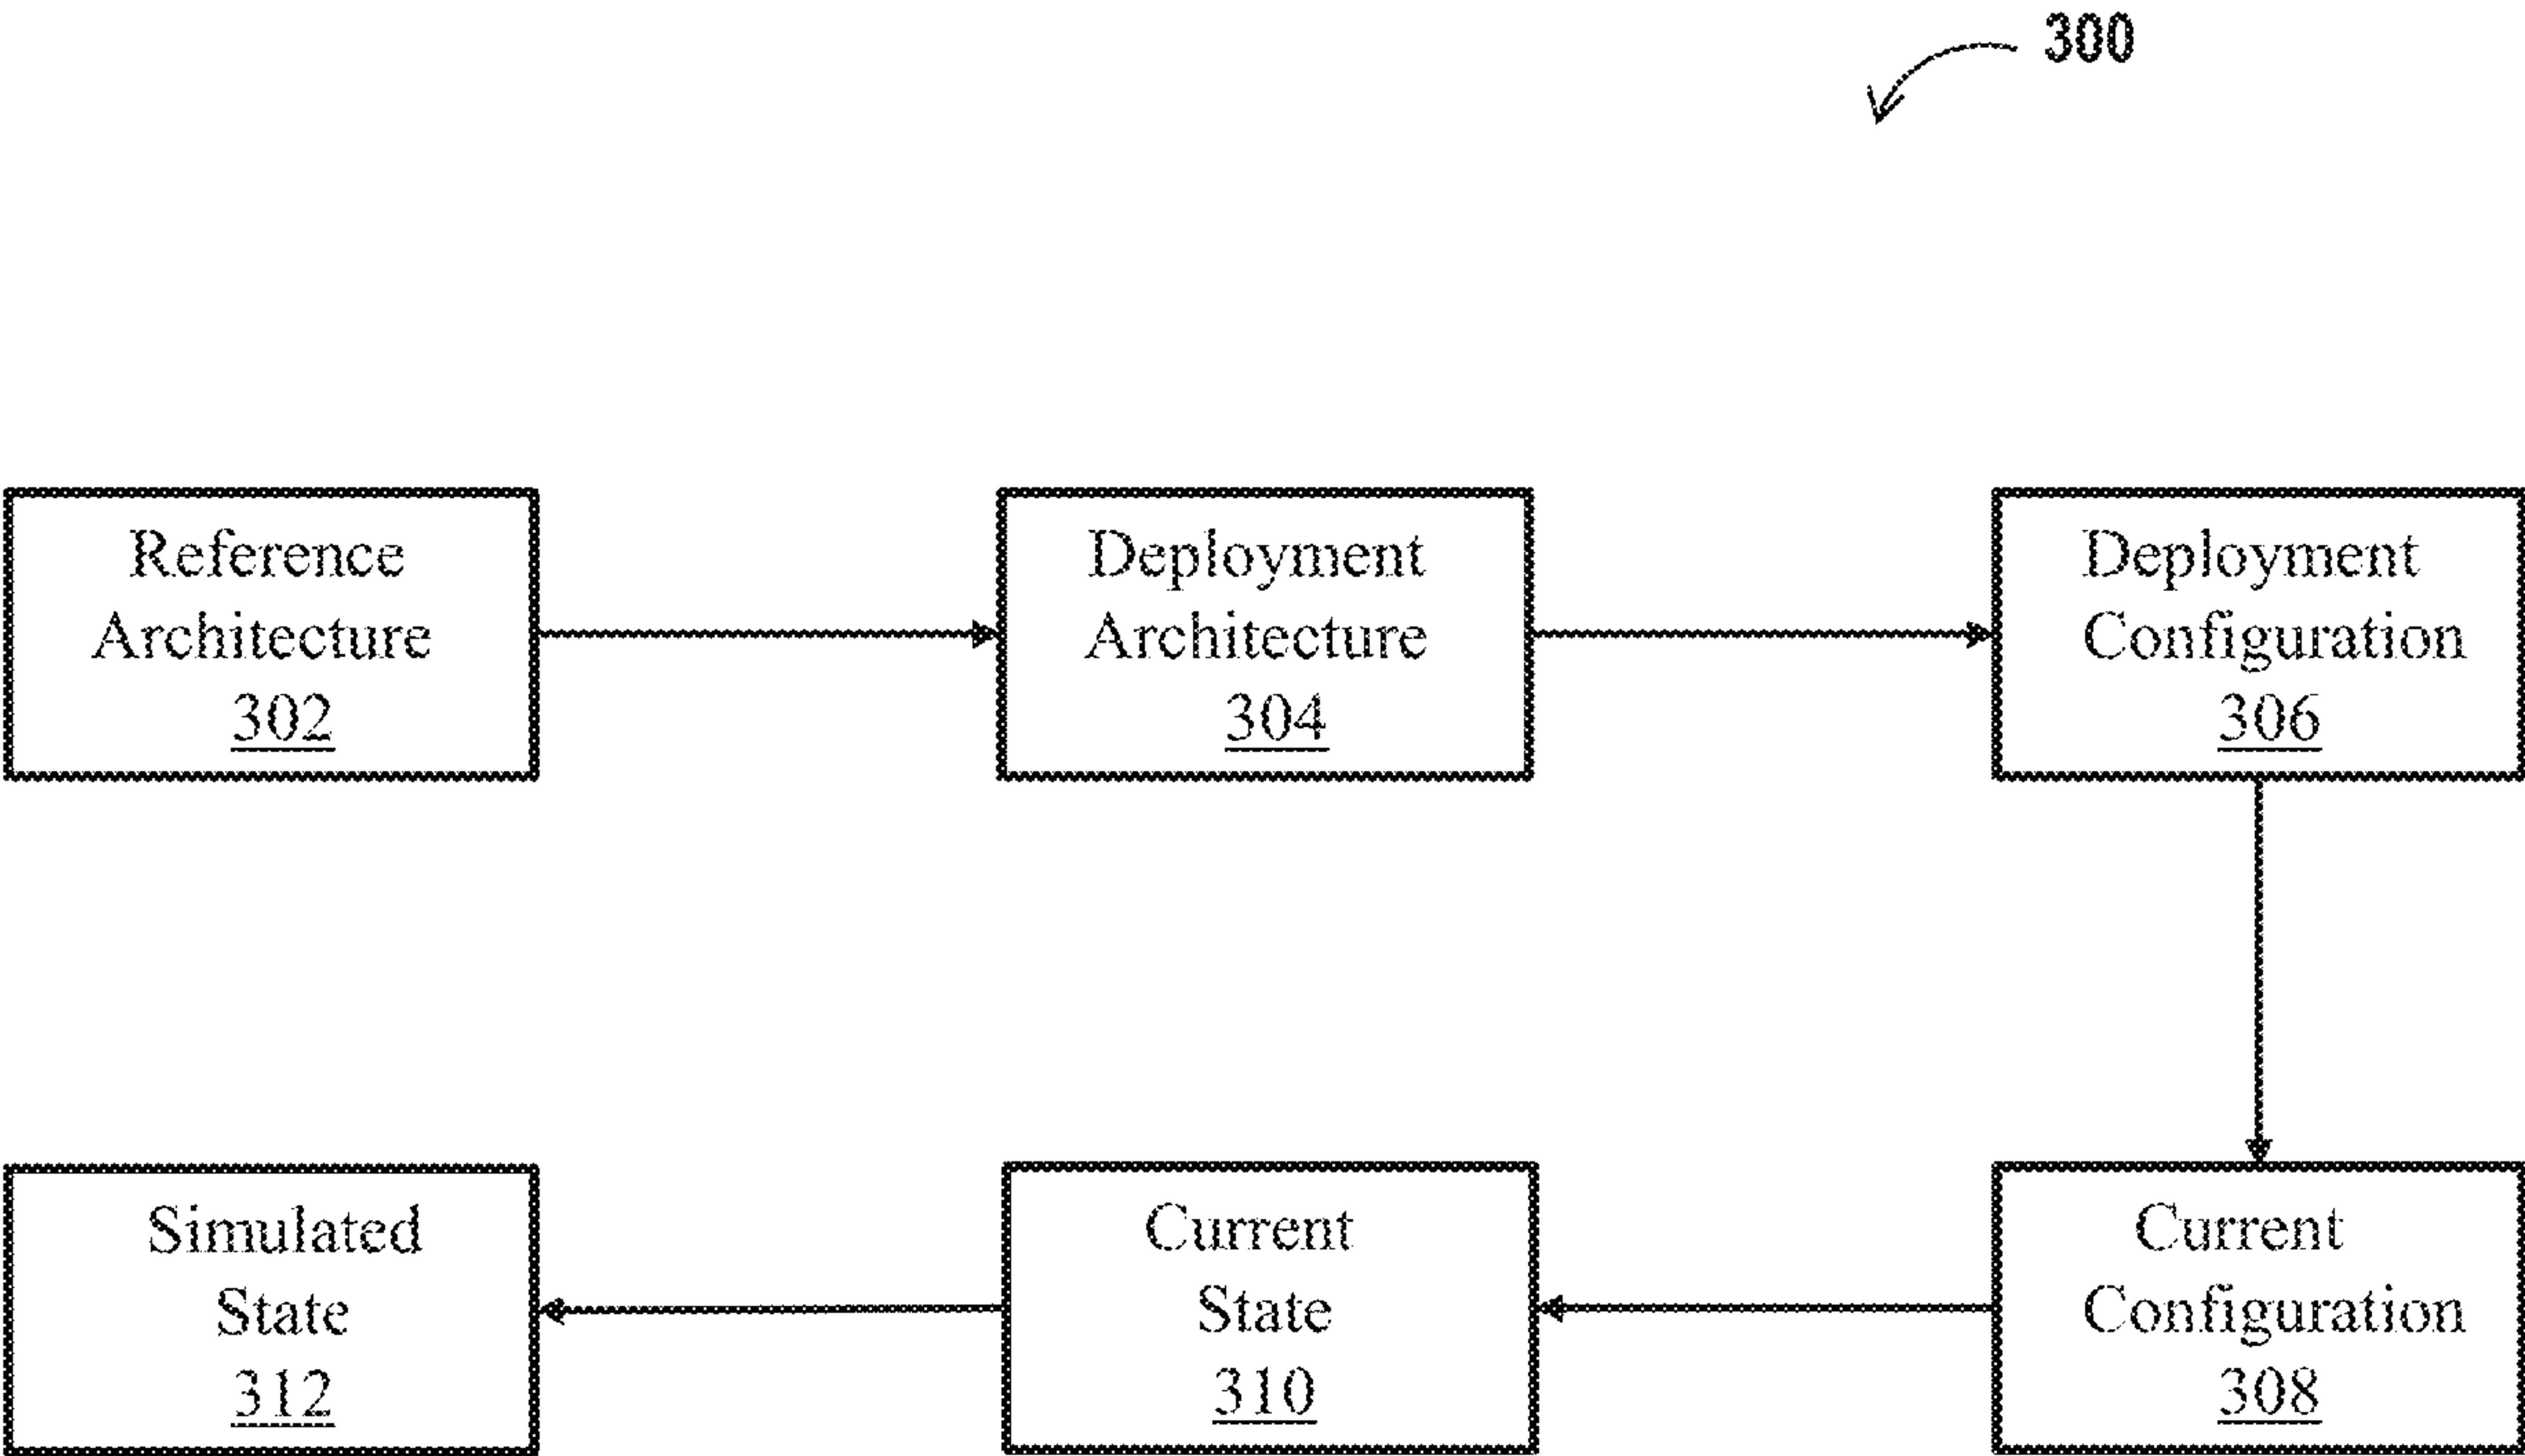 300
Reference
Architecture
302
Deployment
Architecture
304
Deployment
Configuration
306
Simulated
State
312
Current
State
310
Current
Configuration
308